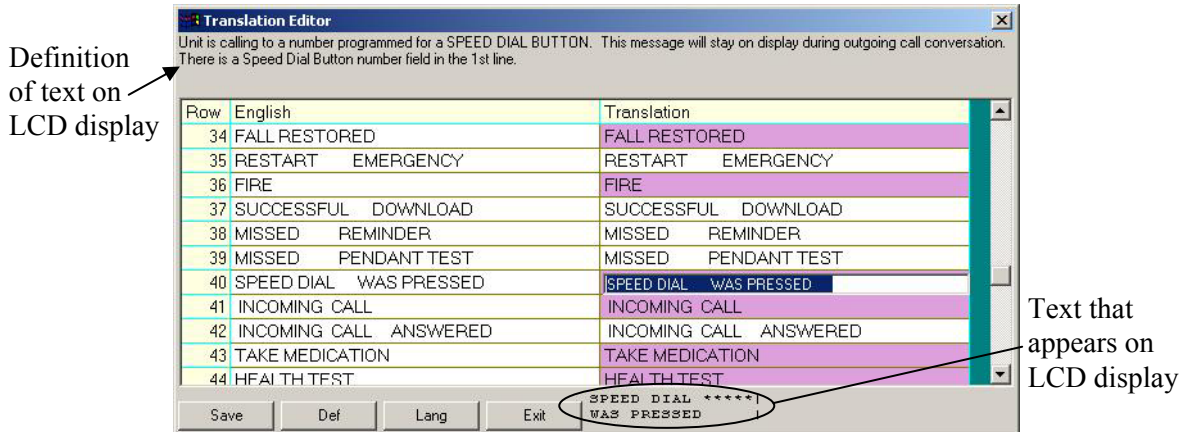 Translation Editor
Unit is calling to a number programmed for a SPEED DIAL BUTTON. This message will stay on display during outgoing call conversation.
There is a Speed Dial Button number field in the 1st line.
Definition
of text on
LCD display
Row English Translation
34 FALL RESTORED FALL RESTORED
35 RESTART EMERGENCY RESTART EMERGENCY
36 FIRE FIRE
37 SUCCESSFUL DOWNLOAD SUCCESSFUL DOWNLOAD
38 MISSED REMINDER MISSED REMINDER
39 MISSED PENDANT TEST MISSED PENDANT TEST
40 SPEED DIAL WAS PRESSED SPEED DIAL WAS PRESSED
41 INCOMING CALL INCOMING CALL
42 INCOMING CALL ANSWERED INCOMING CALL ANSWERED
43 TAKE MEDICATION TAKE MEDICATION
44 HEALTH TEST HEALTH TEST
Text that
appears on
LCD display
Save Def Lang Exit
SPEED DIAL *****|
WAS PRESSED |